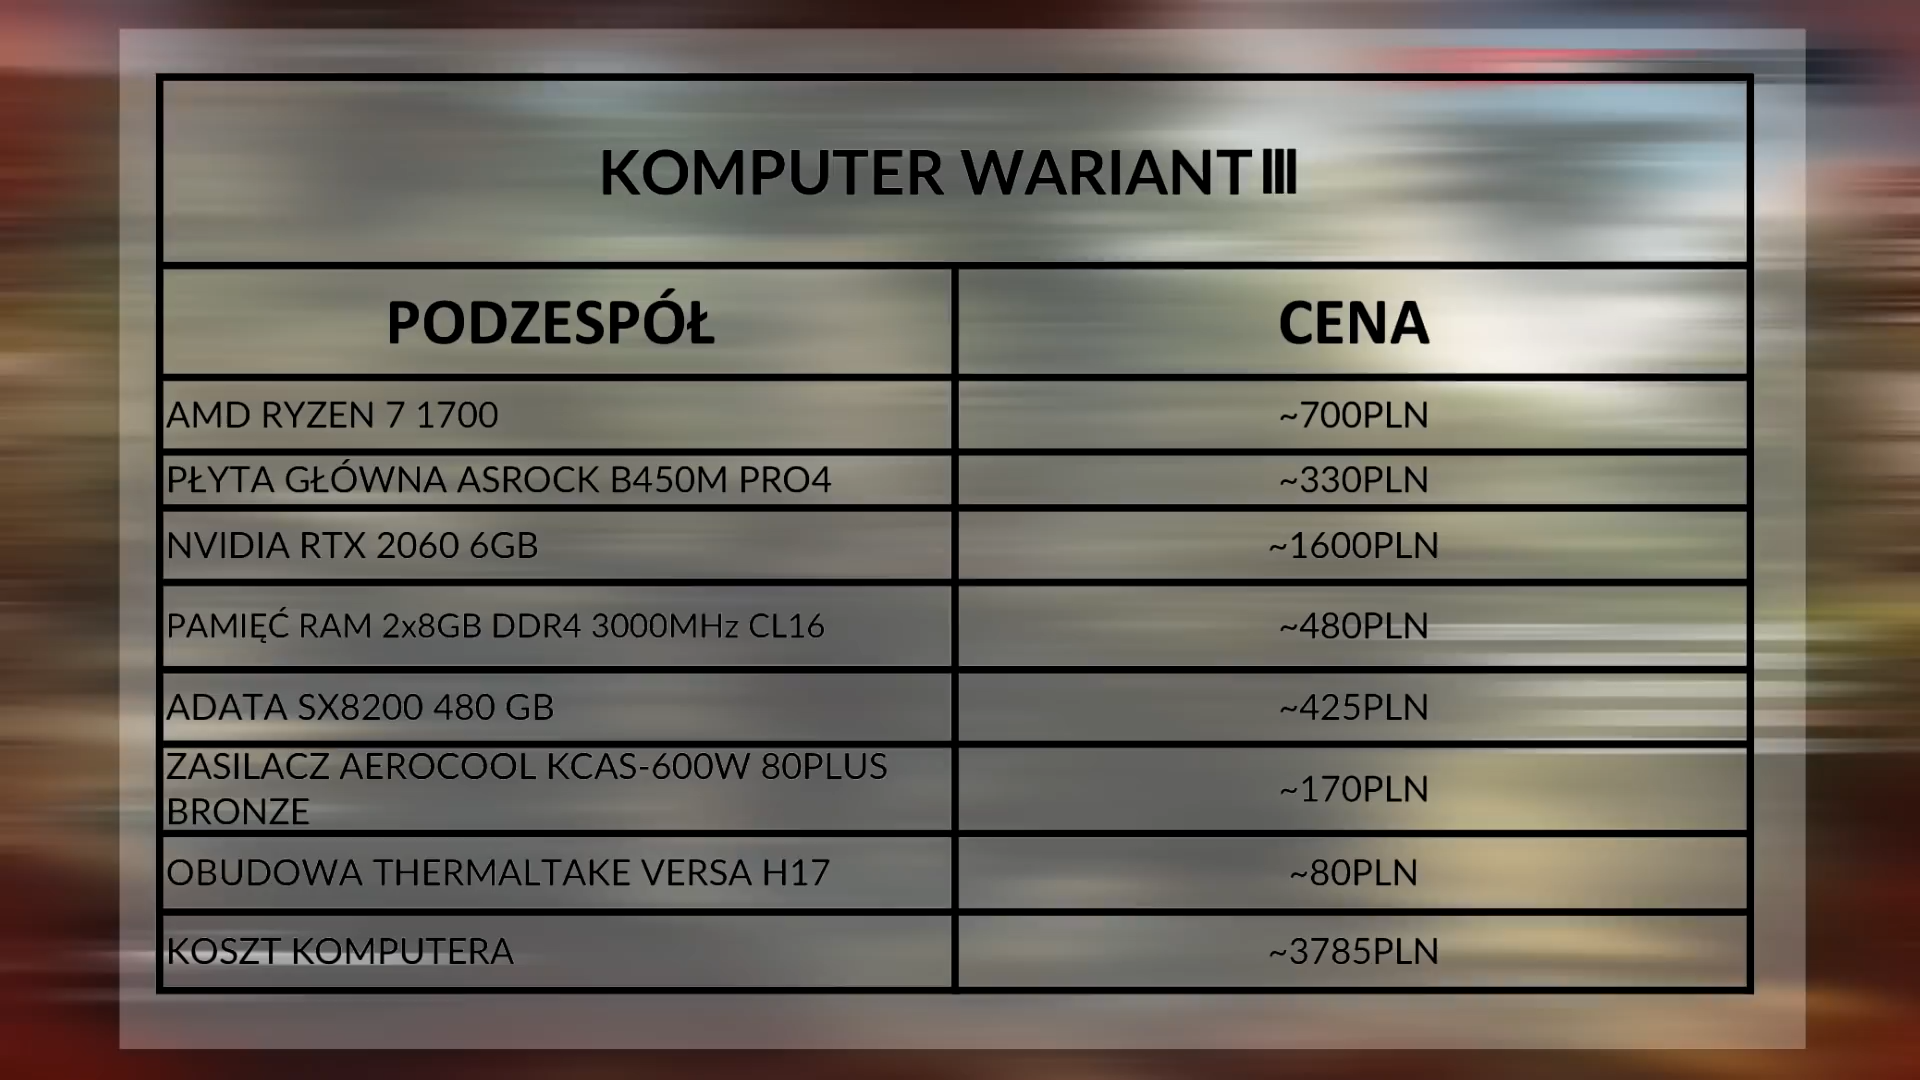 KOMPUTER WARIANT III
PODZESPÓŁ CENA
AMD RYZEN 7 1700 ~700PLN
PŁYTA GŁÓWNA ASROCK B450M PRO4 ~330PLN
NVIDIA RTX 2060 6GB ~1600PLN
PAMIĘĆ RAM 2x8GB DDR4 3000MHz CL16 ~480PLN
ADATA SX8200 480 GB ~425PLN
ZASILACZ AEROCOOL KCAS-600W 80PLUS
BRONZE ~170PLN
OBUDOWA THERMALTAKE VERSA H17 ~80PLN
KOSZT KOMPUTERA ~3785PLN